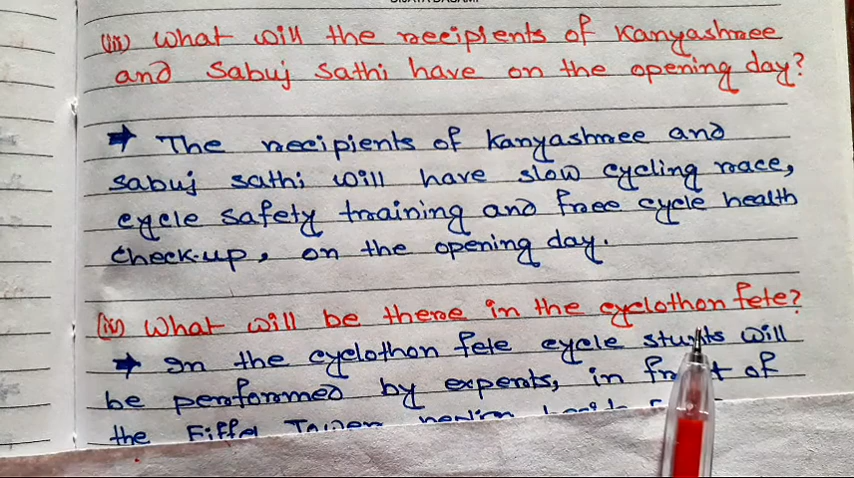 (iii) What will the recipients of Kanyashree
and Sabuj Sathi have on the opening day?
→ The recipients of Kanyashree and
Sabuj Sathi will have slow cycling race,
cycle safety training and free cycle health
check-up, on the opening day.
(iv) What will be there in the cyclothon fete?
→ In the cyclothon fete cycle stunts will
be performed by experts, in front of
the Eiffel Tower